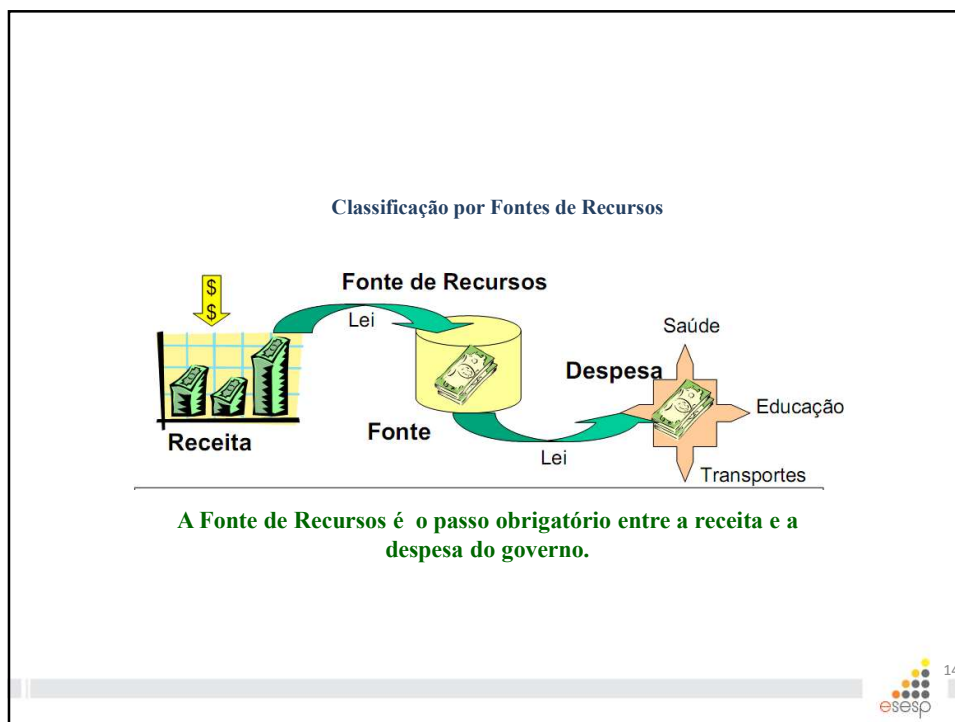 Classificação por Fontes de Recursos
Fonte de Recursos
$
$
Lei
Saúde
Despesa
Educação
Fonte
Receita
Lei
Transportes
A Fonte de Recursos é o passo obrigatório entre a receita e a
despesa do governo.
14
esesp